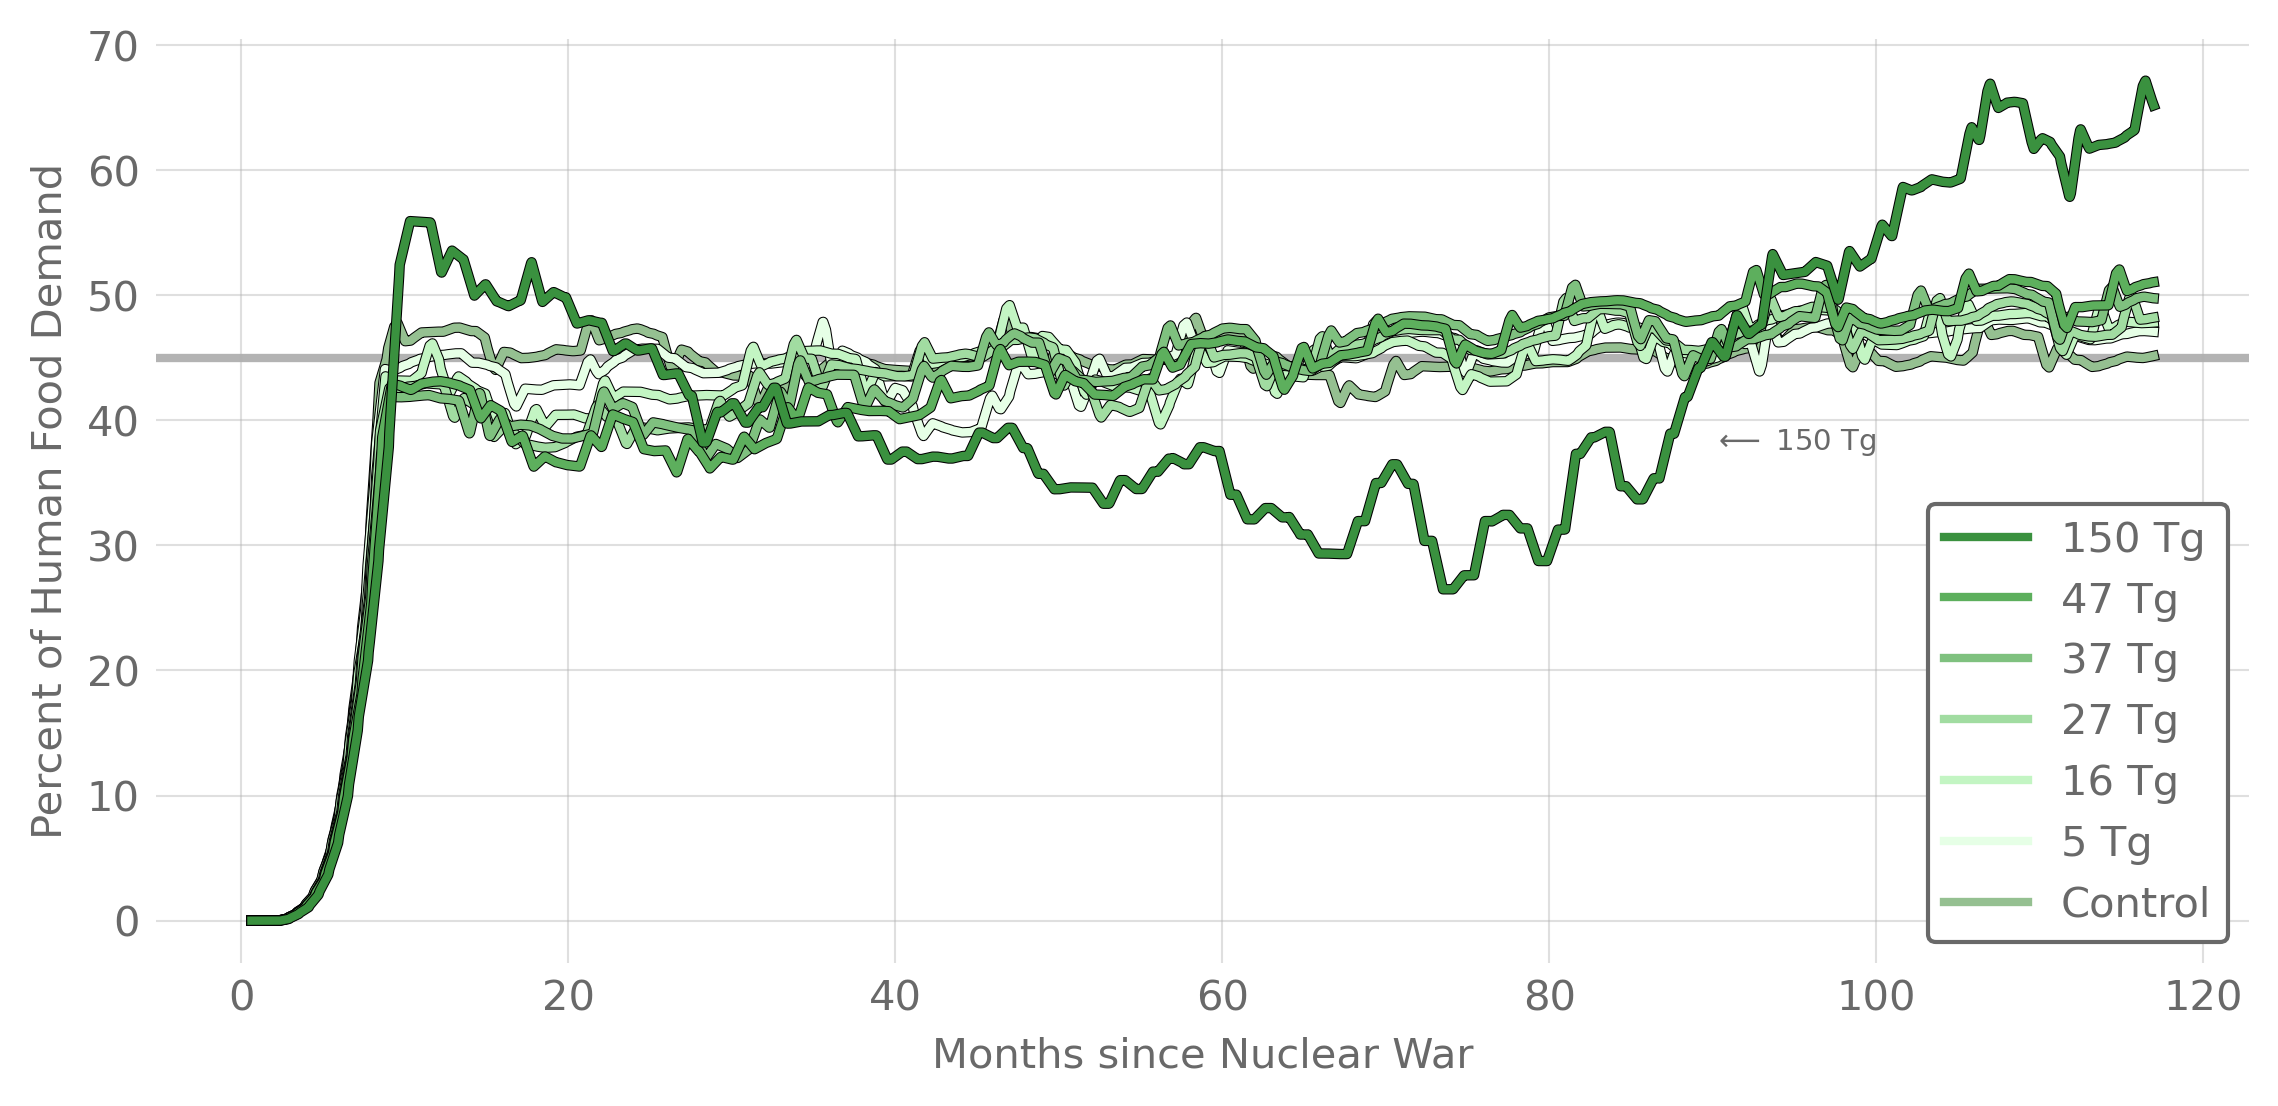 70
60
50
40
30
20
10
0
Percent of Human Food Demand
0 20 40 60 80 100 120
Months since Nuclear War
← 150 Tg
150 Tg
47 Tg
37 Tg
27 Tg
16 Tg
5 Tg
Control